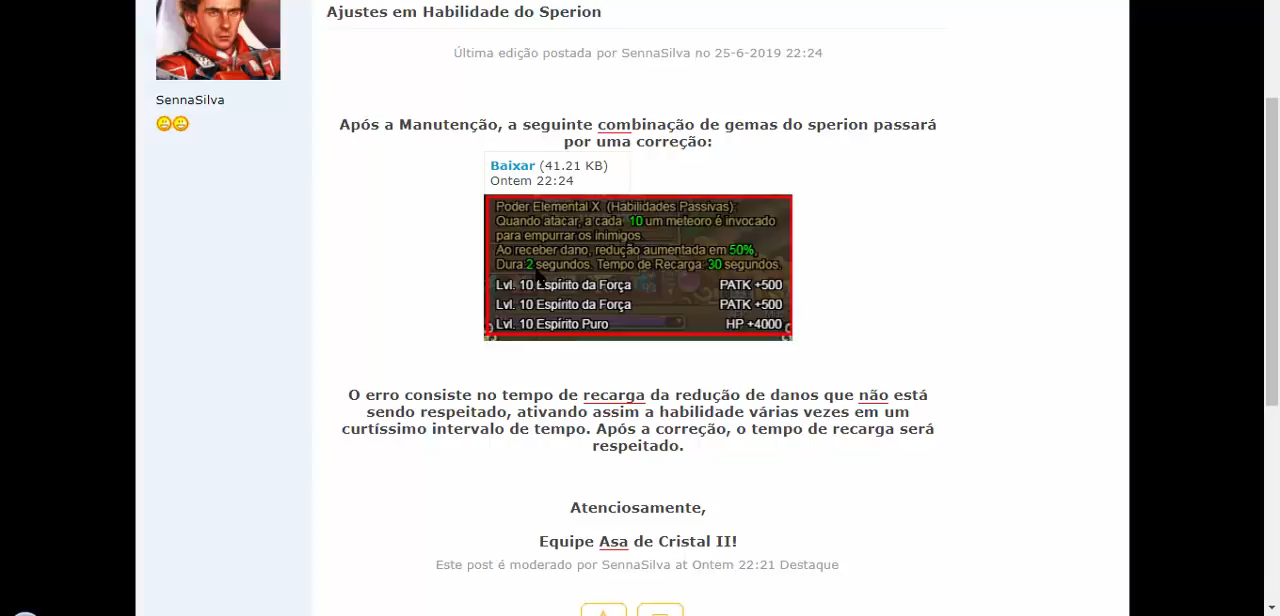 Ajustes em Habilidade do Sperion
Última edição postada por SennaSilva no 25-6-2019 22:24
SennaSilva
Após a Manutenção, a seguinte combinação de gemas do sperion passará
por uma correção:
Baixar (41.21 KB)
Ontem 22:24
Poder Elemental X (Habilidades Passivas):
Quando atacar, a cada 10 um meteoro é invocado
para empurrar os inimigos.
Ao receber dano, redução aumentada em 50%,
Dura 2 segundos. Tempo de Recarga: 30 segundos.
Lvl. 10 Espírito da Força PATK +500
Lvl. 10 Espírito da Força PATK +500
Lvl. 10 Espírito Puro HP +4000
O erro consiste no tempo de recarga da redução de danos que não está
sendo respeitado, ativando assim a habilidade várias vezes em um
curtíssimo intervalo de tempo. Após a correção, o tempo de recarga será
respeitado.
Atenciosamente,
Equipe Asa de Cristal II!
Este post é moderado por SennaSilva at Ontem 22:21 Destaque